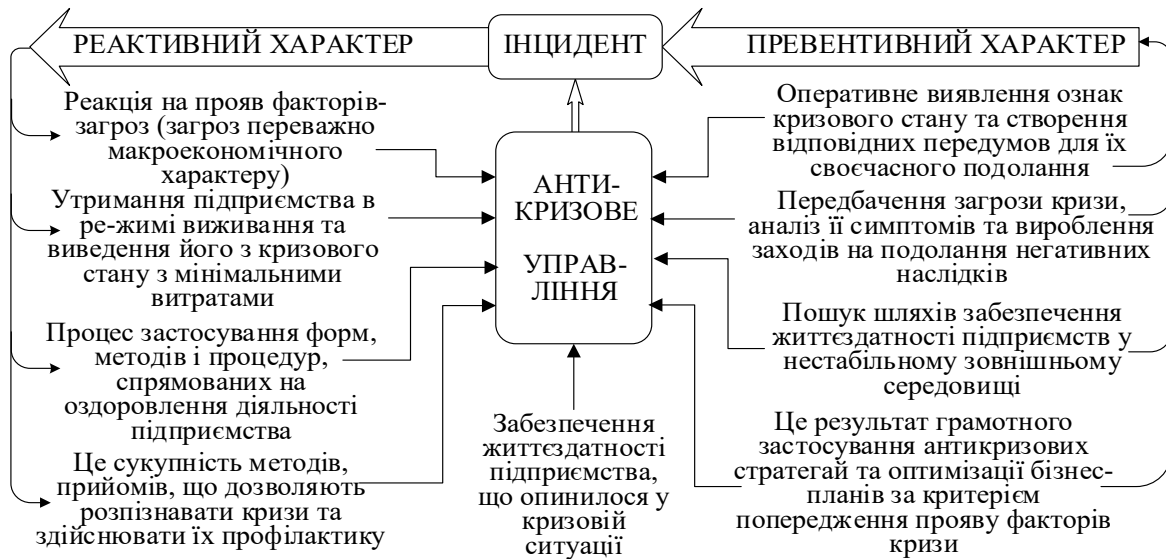 РЕАКТИВНИЙ ХАРАКТЕР
ІНЦИДЕНТ
ПРЕВЕНТИВНИЙ ХАРАКТЕР
Реакція на прояв факторів-
загроз (загроз переважно
макроекономічного
характеру)
Утримання підприємства в
ре-жимі виживання та
виведення його з кризового
стану з мінімальними
витратами
Процес застосування форм,
методів і процедур,
спрямованих на
оздоровлення діяльності
підприємства
Це сукупність методів,
прийомів, що дозволяють
розпізнавати кризи та
здійснювати їх профілактику
АНТИ-
КРИЗОВЕ
УПРАВ-
ЛІННЯ
Забезпечення
життєздатності
підприємства,
що опинилося у
кризовій
ситуації
Оперативне виявлення ознак
кризового стану та створення
відповідних передумов для їх
своєчасного подолання
Передбачення загрози кризи,
аналіз її симптомів та вироблення
заходів на подолання негативних
наслідків
Пошук шляхів забезпечення
життєздатності підприємств у
нестабільному зовнішньому
середовищі
Це результат грамотного
застосування антикризових
стратегай та оптимізації бізнес-
планів за критерієм
попередження прояву факторів
кризи